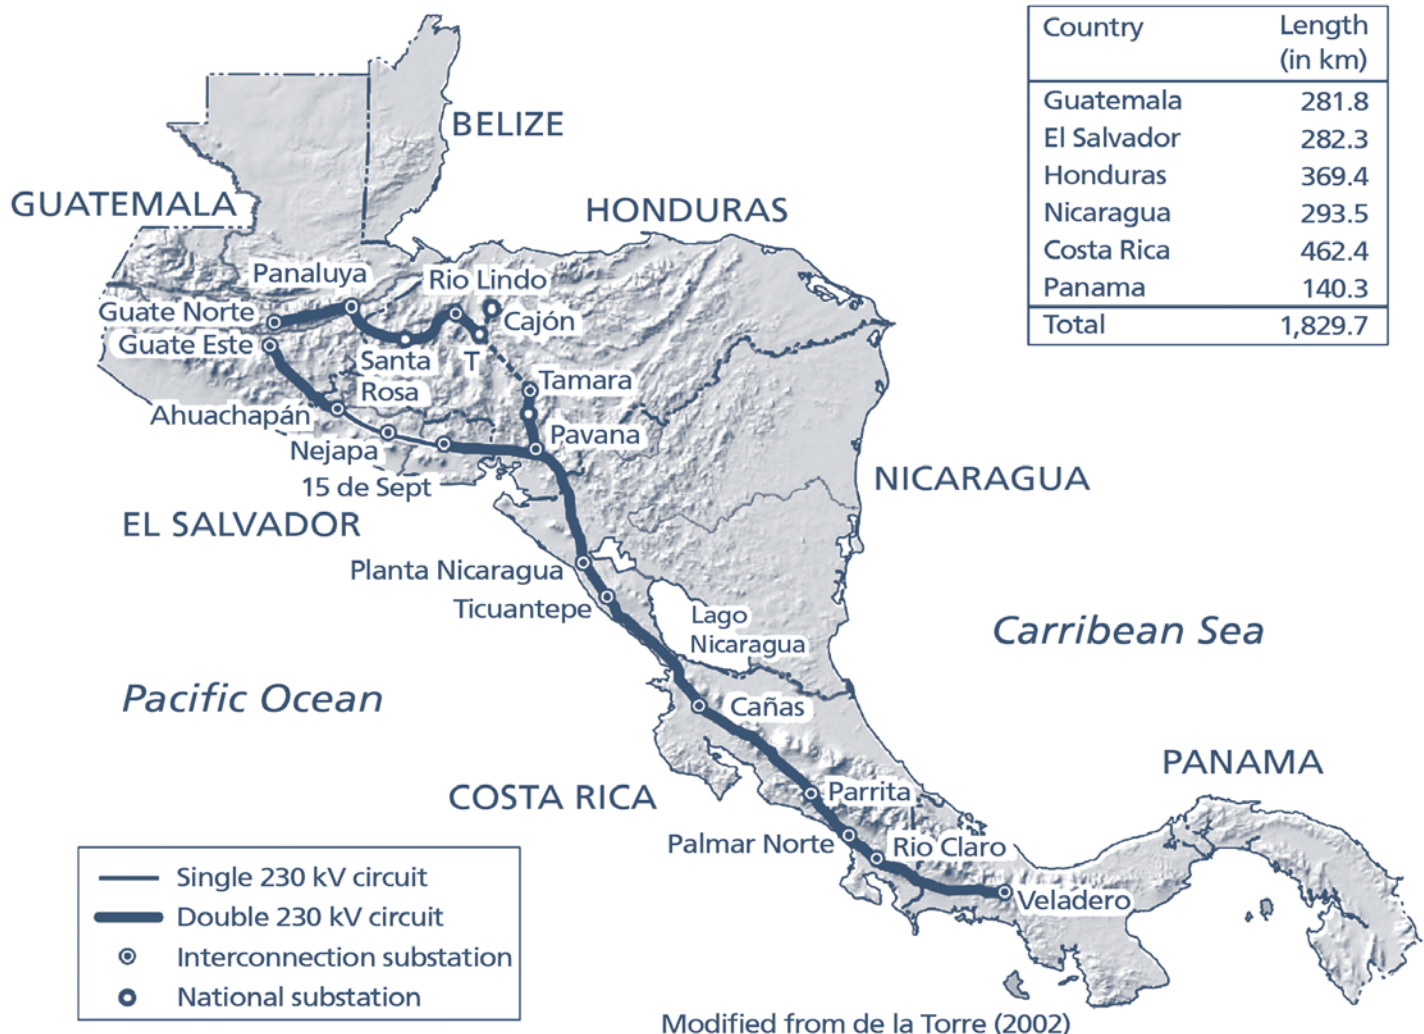 Country Length
(in km)
Guatemala 281.8
El Salvador 282.3
Honduras 369.4
Nicaragua 293.5
Costa Rica 462.4
Panama 140.3
Total 1,829.7
BELIZE
GUATEMALA
HONDURAS
Panaluya
Rio Lindo
Guate Norte
Cajón
Guate Este
Santa
Rosa
T
Tamara
Ahuachapán
Pavana
Nejapa
15 de Sept
NICARAGUA
EL SALVADOR
Planta Nicaragua
Ticuantepe
Lago
Nicaragua
Carribean Sea
Pacific Ocean
Cañas
PANAMA
COSTA RICA
Parrita
Palmar Norte
Rio Claro
Veladero
Single 230 kV circuit
Double 230 kV circuit
Interconnection substation
National substation
Modified from de la Torre (2002)